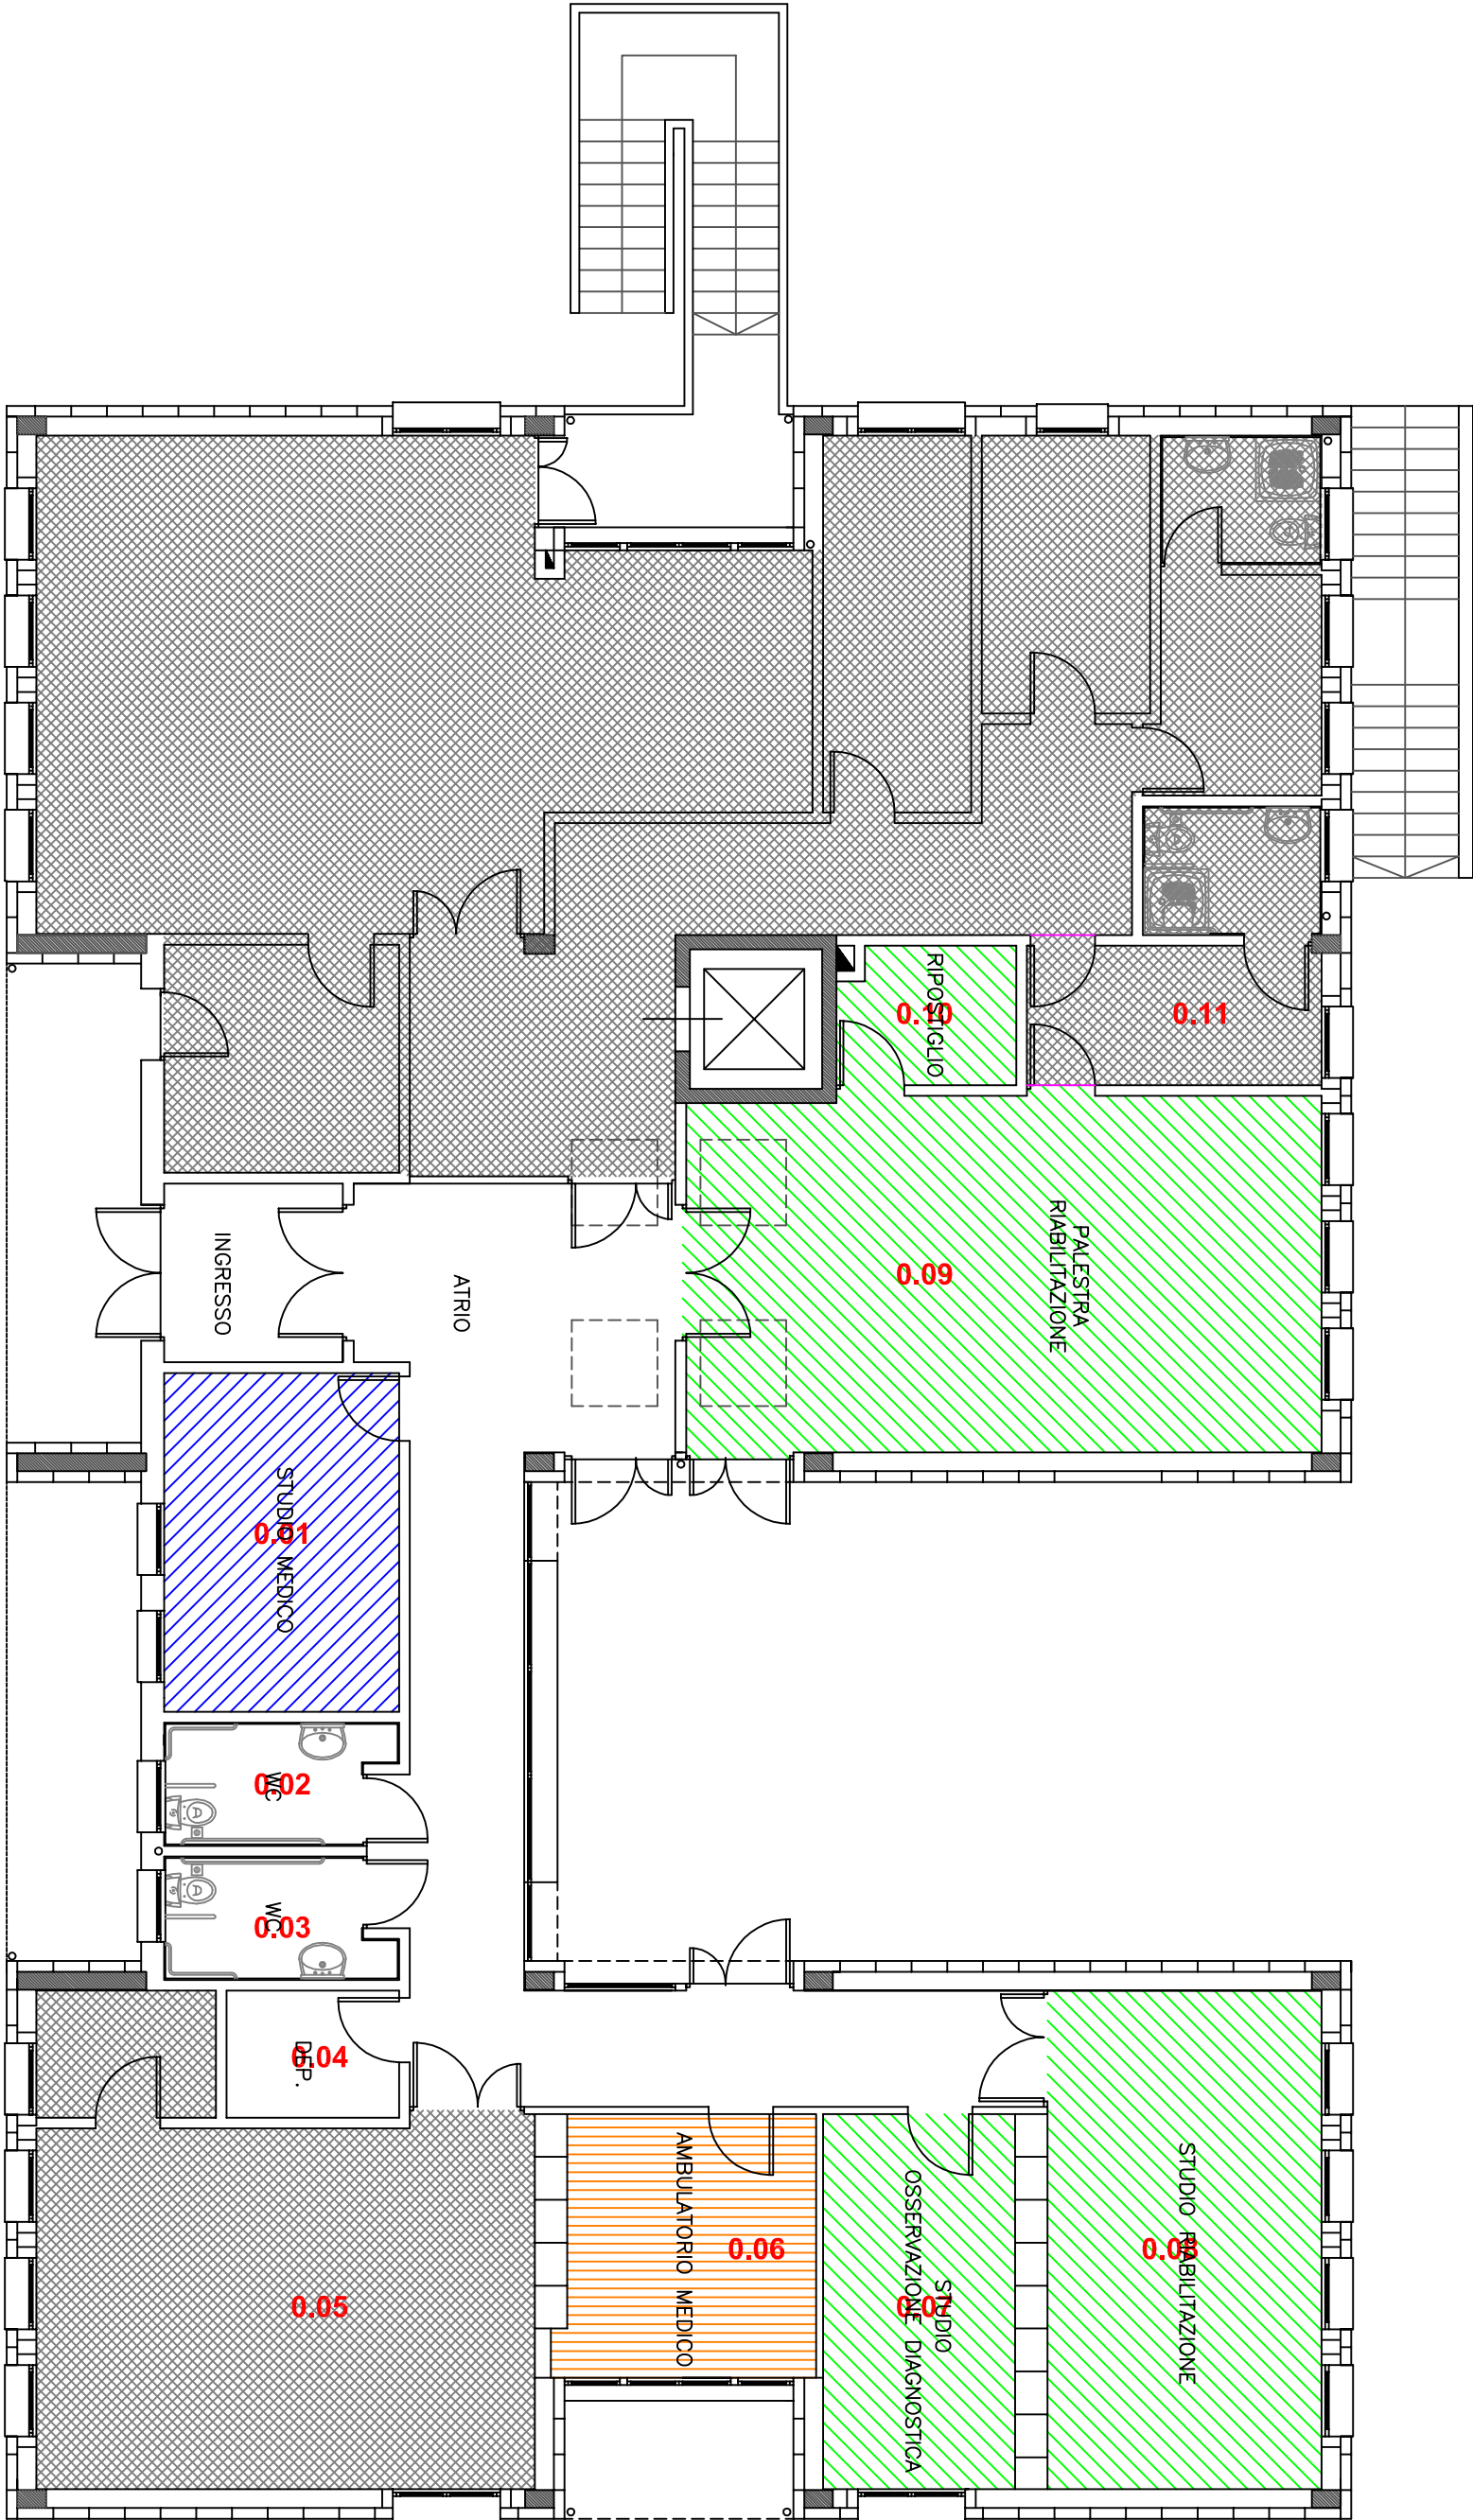 RIPOSTIGLIO
0.10
0.11
PALESTRA
RIABILITAZIONE
0.09
INGRESSO
ATRIO
STUDIO MEDICO
0.01
WC
0.02
WC
0.03
DEP.
0.04
0.05
AMBULATORIO MEDICO
0.06
STUDIO
OSSERVAZIONE DIAGNOSTICA
0.07
STUDIO RIABILITAZIONE
0.08
A
A